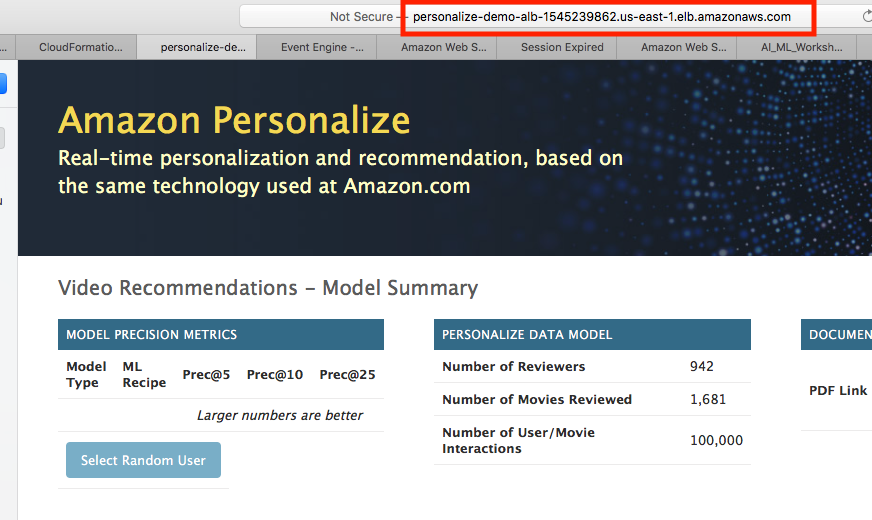 Not Secure — personalize-demo-alb-1545239862.us-east-1.elb.amazonaws.com
... CloudFormatio... personalize-de... Event Engine -... Amazon Web S... Session Expired Amazon Web S... AI_ML_Worksh...
Amazon Personalize
Real-time personalization and recommendation, based on
the same technology used at Amazon.com
Video Recommendations - Model Summary
MODEL PRECISION METRICS
Model Type ML Recipe Prec@5 Prec@10 Prec@25
Larger numbers are better
Select Random User
PERSONALIZE DATA MODEL
Number of Reviewers 942
Number of Movies Reviewed 1,681
Number of User/Movie Interactions 100,000
DOCUMEN
PDF Link